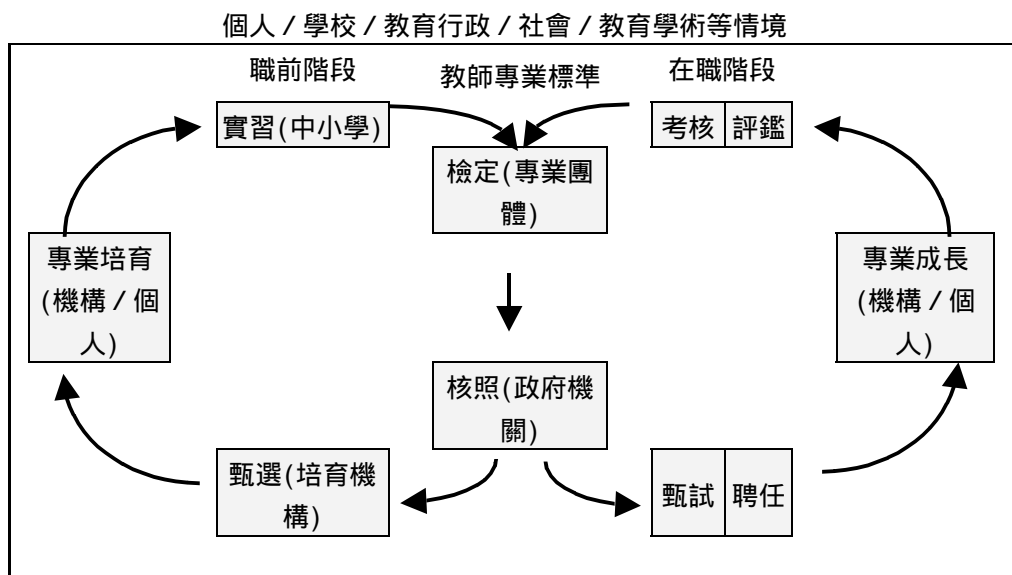 個人 / 學校 / 教育行政 / 社會 / 教育學術等情境
職前階段
教師專業標準
在職階段
實習(中小學)
考核
評鑑
檢定(專業團
體)
專業培育
(機構 / 個
人)
專業成長
(機構 / 個
人)
核照(政府機
關)
甄選(培育機
構)
甄試
聘任